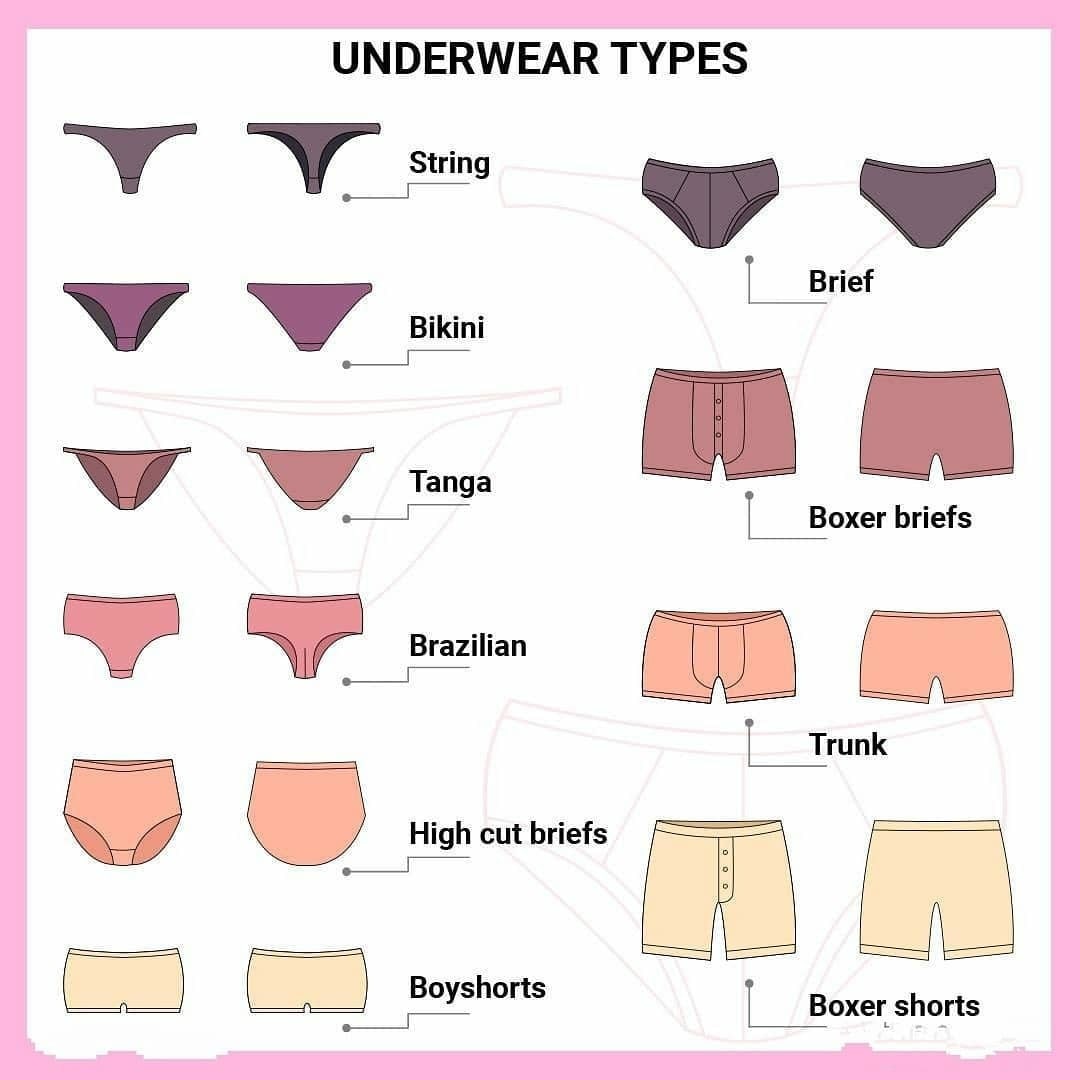 UNDERWEAR TYPES
String
Bikini
Tanga
Brazilian
High cut briefs
Boyshorts
Brief
Boxer briefs
Trunk
Boxer shorts